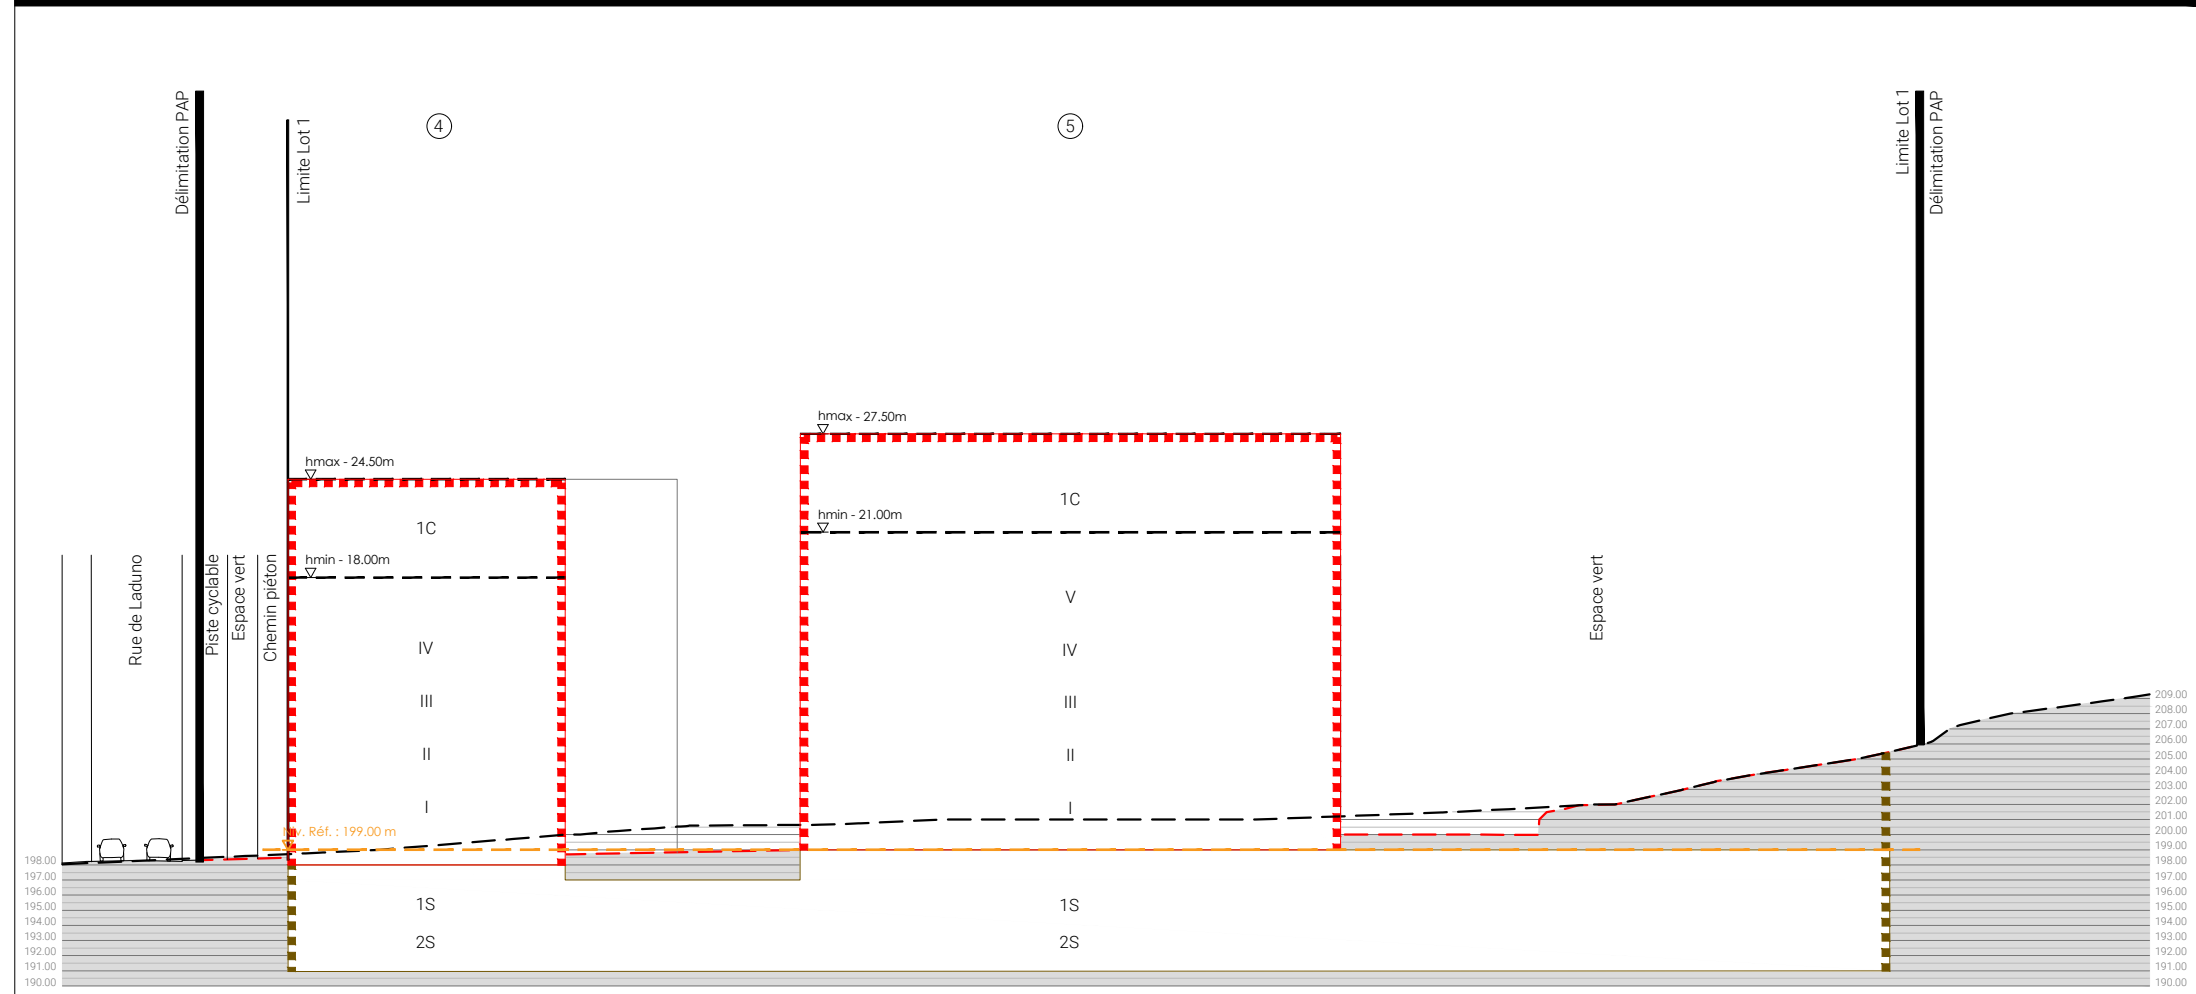 Délimitation PAP
Limite Lot 1
4
5
Limite Lot 1
Délimitation PAP
hmax - 27.50m
hmax - 24.50m
1C
hmin - 21.00m
1C
hmin - 18.00m
Rue de Laduno
Piste cyclable
Espace vert
Chemin piéton
Espace vert
IV
III
II
I
V
IV
III
II
I
Niv. Réf. : 199.00 m
1S
2S
1S
2S
198.00
197.00
196.00
195.00
194.00
193.00
192.00
191.00
190.00
209.00
208.00
207.00
206.00
205.00
204.00
203.00
202.00
201.00
200.00
199.00
198.00
197.00
196.00
195.00
194.00
193.00
192.00
191.00
190.00